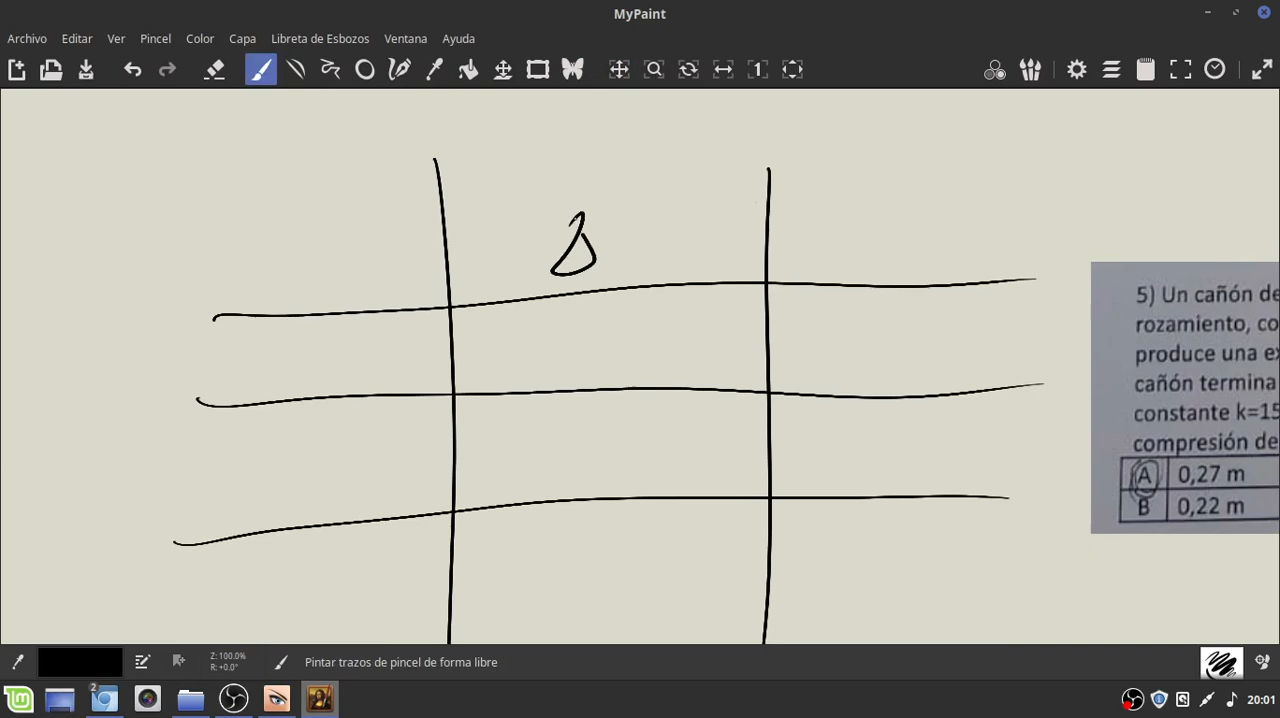 MyPaint
Archivo Editar Ver Pincel Color Capa Libreta de Esbozos Ventana Ayuda
5) Un cañón de
rozamiento, co
produce una ex
cañón termina
constante k=15
compresión de
A 0,27 m
B 0,22 m
Z: 100.0%
R: +0.0°
Pintar trazos de pincel de forma libre
2
20:01